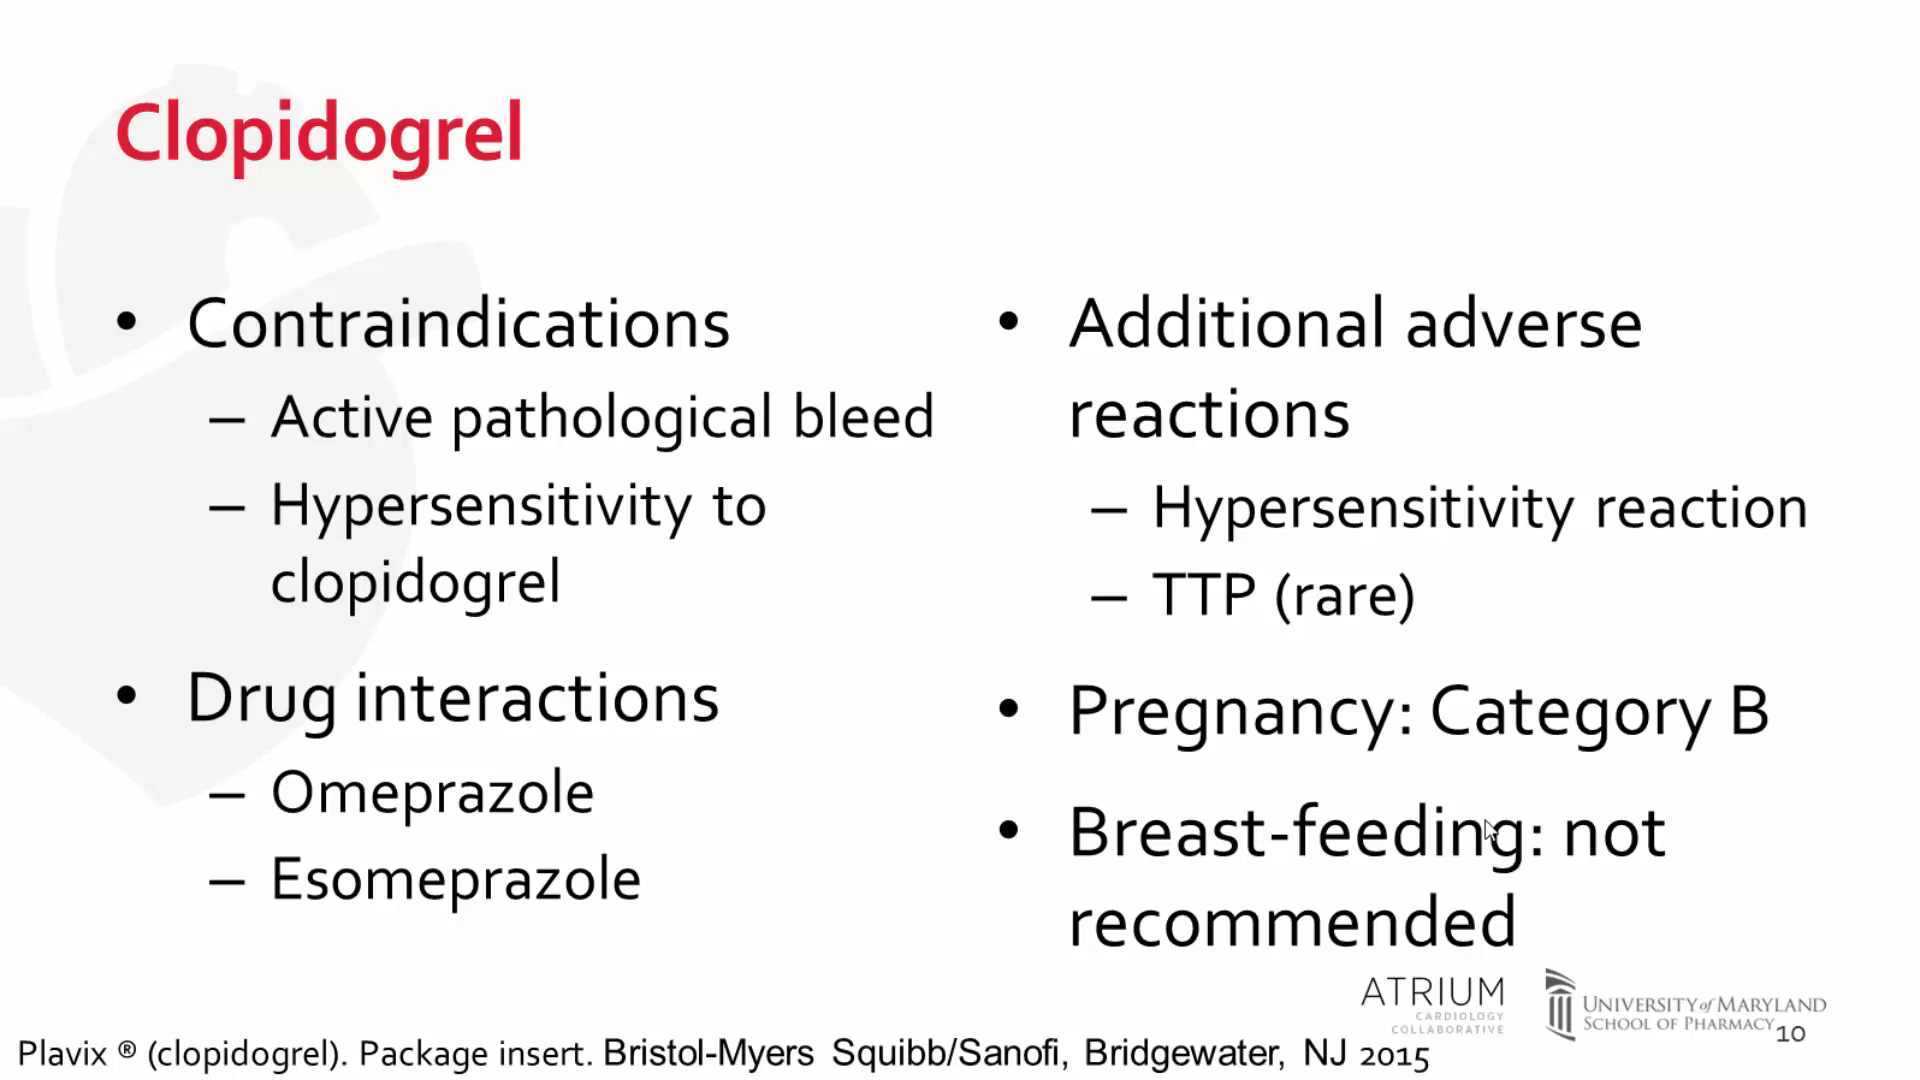 Clopidogrel
• Contraindications
– Active pathological bleed
– Hypersensitivity to
clopidogrel
• Drug interactions
– Omeprazole
– Esomeprazole
• Additional adverse
reactions
– Hypersensitivity reaction
– TTP (rare)
• Pregnancy: Category B
• Breast-feeding: not
recommended
ATRIUM
CARDIOLOGY
COLLABORATIVE
UNIVERSITY of MARYLAND
SCHOOL OF PHARMACY
10
Plavix ® (clopidogrel). Package insert. Bristol-Myers Squibb/Sanofi, Bridgewater, NJ 2015